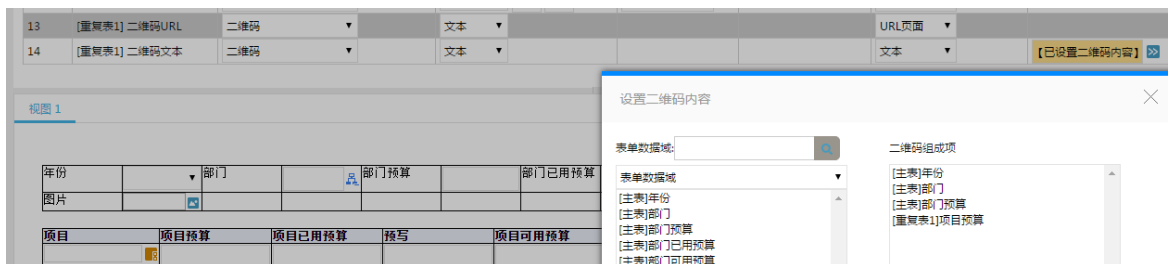 13 [重复表1] 二维码URL 二维码 文本 URL页面
14 [重复表1] 二维码文本 二维码 文本 文本 【已设置二维码内容】
视图 1
设置二维码内容
表单数据域:
二维码组成项
表单数据域
[主表]年份
[主表]部门
[主表]部门预算
[主表]部门已用预算
[主表]部门可用预算
[主表]年份
[主表]部门
[主表]部门预算
[重复表1]项目预算
年份 部门 部门预算 部门已用预算
图片
项目 项目预算 项目已用预算 预写 项目可用预算